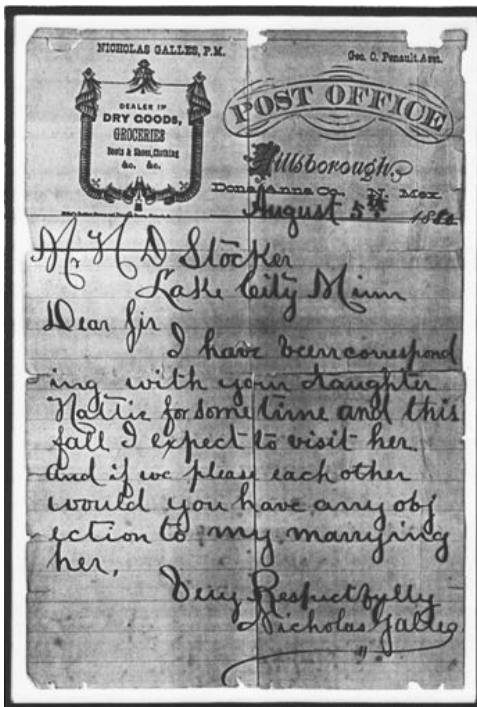 NICHOLAS GALLES, P.M.
Geo. O. Perrault, Asst.
DEALER IN
DRY GOODS,
GROCERIES
Boots & Shoes, Clothing
&c. &c.
POST OFFICE
Hillsborough,
Dona Anna Co., N. Mex.
August 5th 188
Mr. N D Stocker
Lake City Minn
Dear Sir
I have been correspond
ing with your daughter
Hattie for some time and this
fall I expect to visit her.
and if we please each other
would you have any obj
ection to my marrying
her,
Very Respectfully
Nicholas Galles